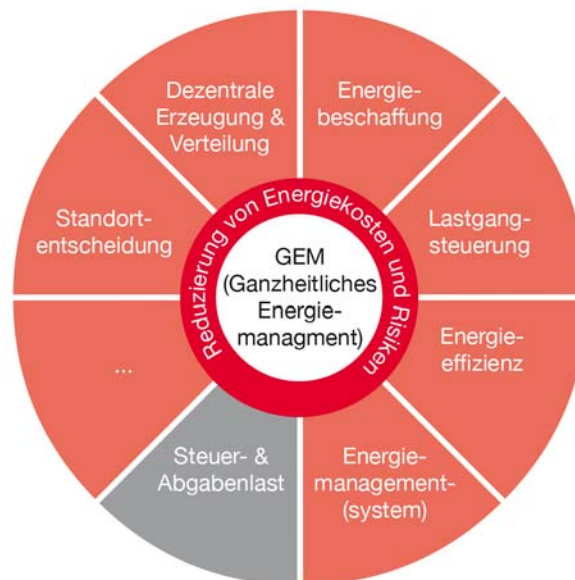 Dezentrale
Erzeugung &
Verteilung
Energie-
beschaffung
Standort-
entscheidung
Lastgang-
steuerung
Reduzierung von Energiekosten und Risiken
GEM
(Ganzheitliches
Energie-
managment)
...
Energie-
effizienz
Steuer- &
Abgabenlast
Energie-
management-
(system)